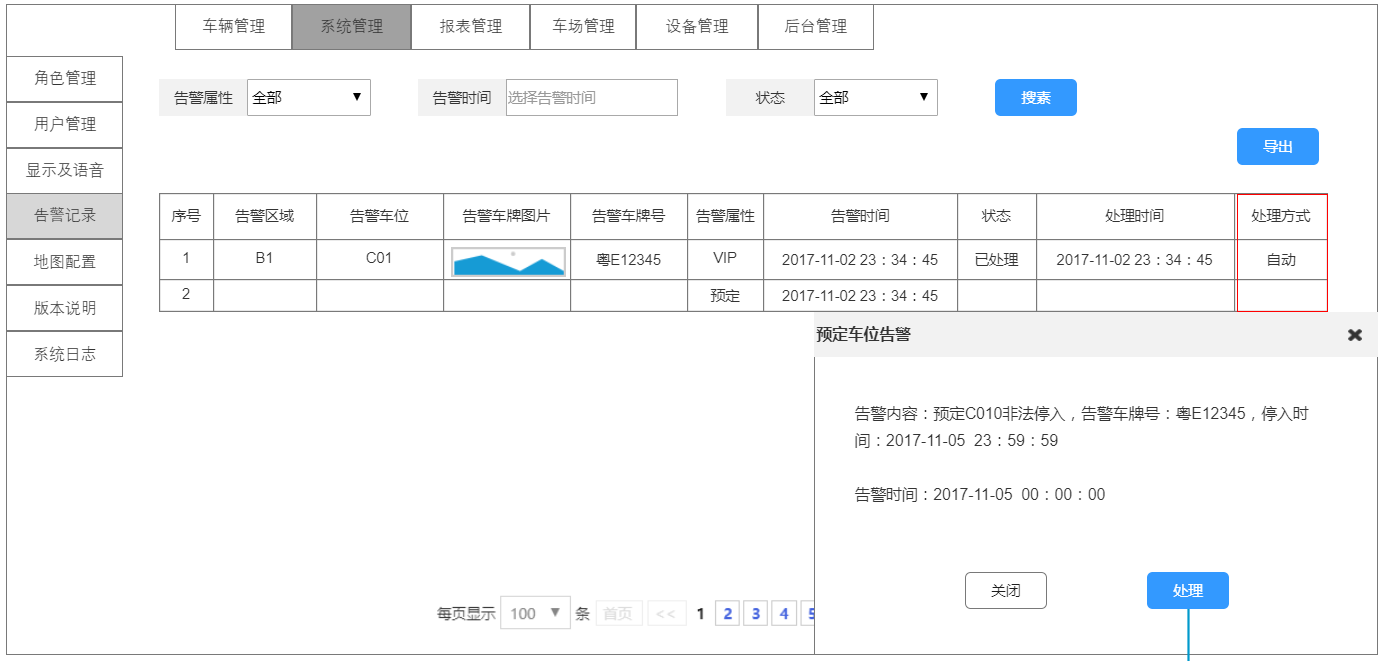 车辆管理 系统管理 报表管理 车场管理 设备管理 后台管理
角色管理
用户管理
显示及语音
告警记录
地图配置
版本说明
系统日志
告警属性 全部 ▼ 告警时间 选择告警时间 状态 全部 ▼ 搜素
导出
序号 告警区域 告警车位 告警车牌图片 告警车牌号 告警属性 告警时间 状态 处理时间 处理方式
1 B1 C01 粤E12345 VIP 2017-11-02 23：34：45 已处理 2017-11-02 23：34：45 自动
2 预定 2017-11-02 23：34：45
预定车位告警 ✖
告警内容：预定C010非法停入，告警车牌号：粤E12345，停入时
间：2017-11-05 23：59：59
告警时间：2017-11-05 00：00：00
关闭 处理
每页显示 100 ▼ 条 首页 << 1 2 3 4 5